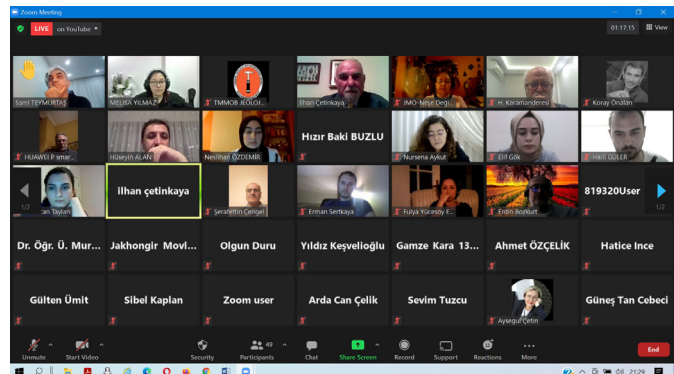 Zoom Meeting
LIVE on YouTube
01:17:15 View
Sami TEYMURTAŞ
MELİSA YILMAZ
TMMOB JEOLOJ...
İlhan Çetinkaya
JMO-Neşe Değİ...
H. Karamanderesi
Koray Önalan
HUAWEI P smar...
Hüseyin ALAN
Neslihan ÖZDEMİR
Hızır Baki BUZLU
Nursena Aykut
Elif Gök
Halil GÜLER
1/2
an Taylan
ilhan çetinkaya
Şerafettin Çengel
Erman Sertkaya
Fulya Yücesoy E...
Ersin Bozkurt
819320User
1/2
Dr. Öğr. Ü. Mur...
Jakhongir Movl...
Olgun Duru
Yıldız Keşvelioğlu
Gamze Kara 13...
Ahmet ÖZÇELİK
Hatice Ince
Gülten Ümit
Sibel Kaplan
Zoom user
Arda Can Çelik
Sevim Tuzcu
Aysegul Çetin
Güneş Tan Cebeci
Unmute
Start Video
Security
49
Participants
Chat
Share Screen
Record
Support
Reactions
More
End
21:29